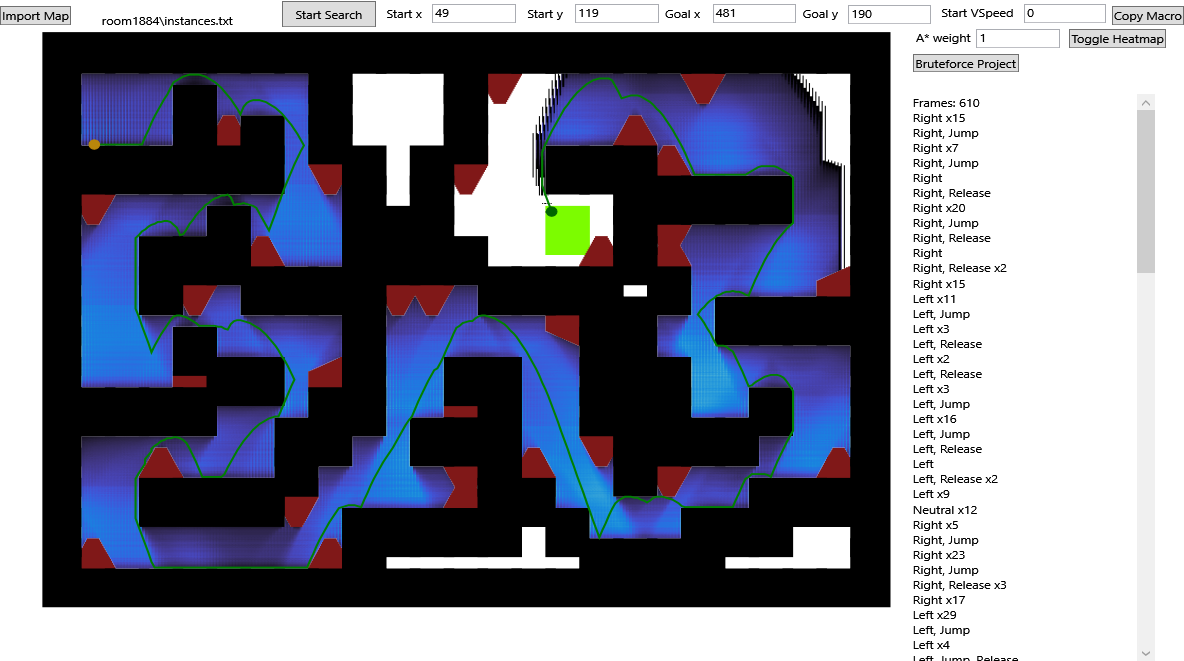 Import Map
room1884\instances.txt
Start Search
Start x 49
Start y 119
Goal x 481
Goal y 190
Start VSpeed 0
Copy Macro
A* weight 1
Toggle Heatmap
Bruteforce Project
Frames: 610
Right x15
Right, Jump
Right x7
Right, Jump
Right
Right, Release
Right x20
Right, Jump
Right, Release
Right
Right, Release x2
Right x15
Left x11
Left, Jump
Left x3
Left, Release
Left x2
Left, Release
Left x3
Left, Jump
Left x16
Left, Jump
Left, Release
Left
Left, Release x2
Left x9
Neutral x12
Right x5
Right, Jump
Right x23
Right, Jump
Right, Release x3
Right x17
Left x29
Left, Jump
Left x4
Left, Jump, Release